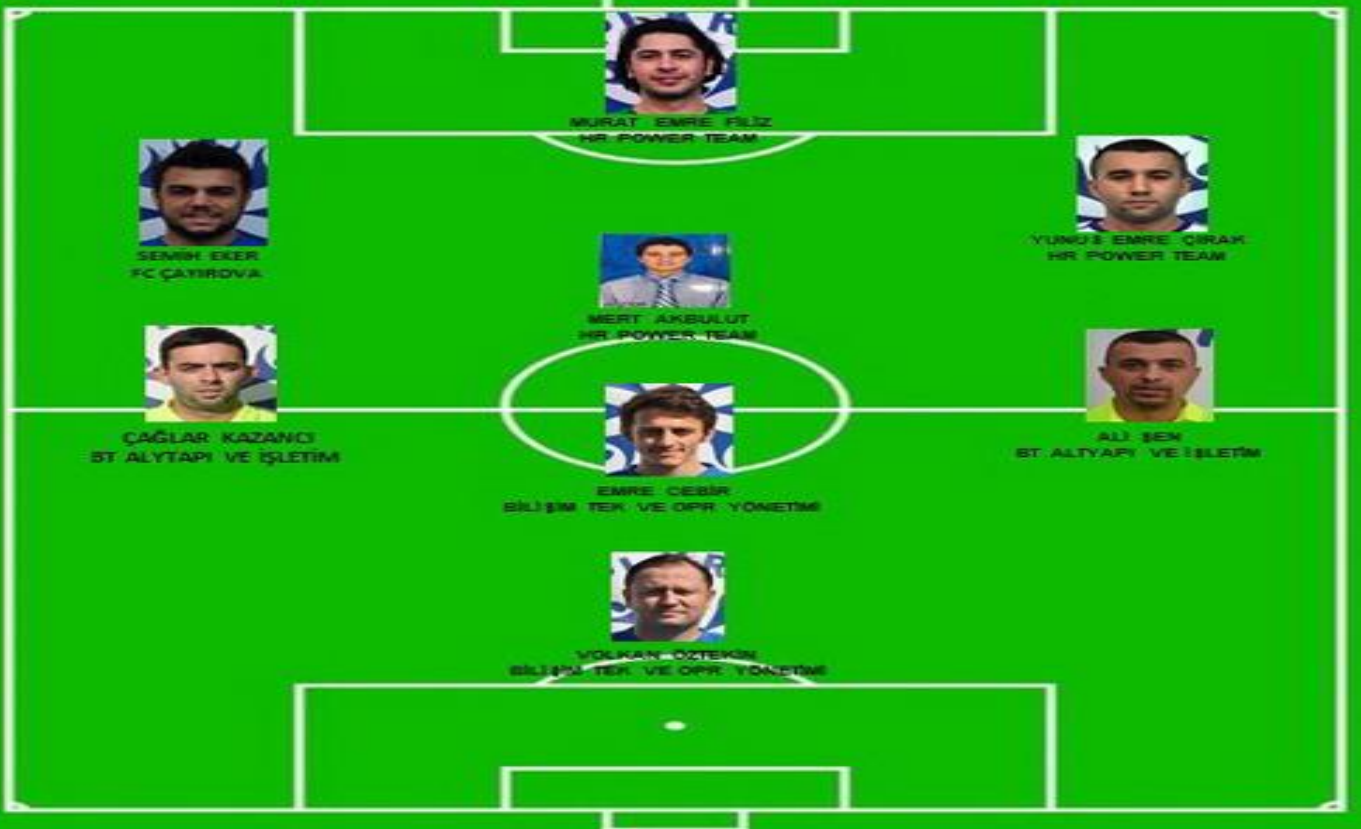 MURAT EMRE FİLİZ
HR POWER TEAM
SEMİH EKER
FC ÇAYIROVA
YUNUS EMRE ÇIRAK
HR POWER TEAM
MERT AKBULUT
HR POWER TEAM
ÇAĞLAR KAZANCI
BT ALYTAPI VE İŞLETİM
ALİ ŞEN
BT ALTYAPI VE İŞLETİM
EMRE CEBİR
BİLİŞİM TEK VE OPR YÖNETİMİ
VOLKAN ÖZTEKİN
BİLİŞİM TEK VE OPR YÖNETİMİ